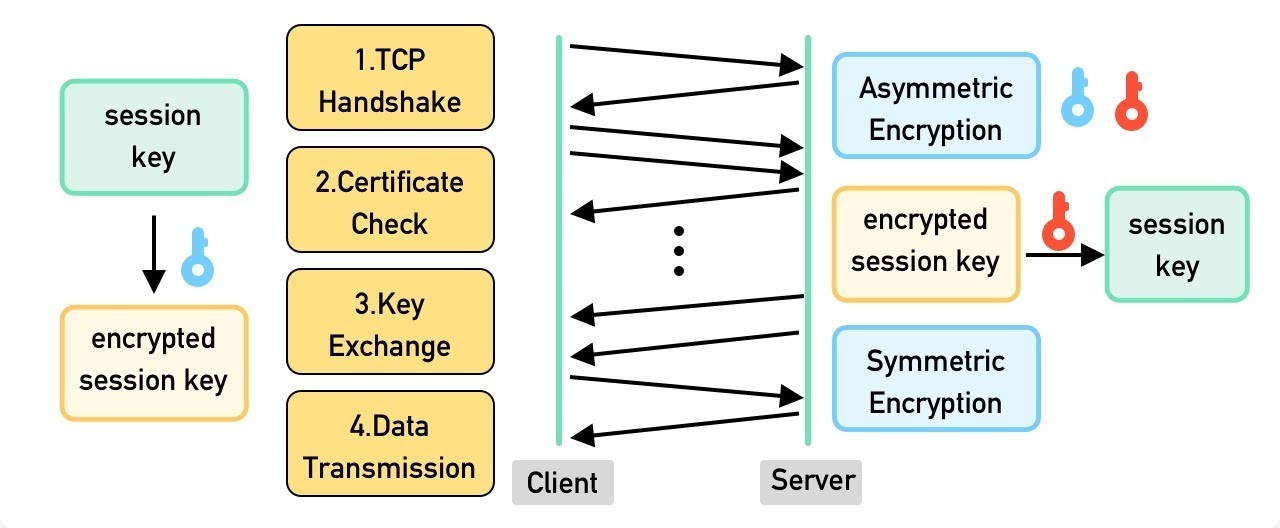 session
key
encrypted
session key
1.TCP
Handshake
2.Certificate
Check
3.Key
Exchange
4.Data
Transmission
Client
Server
Asymmetric
Encryption
encrypted
session key
session
key
Symmetric
Encryption